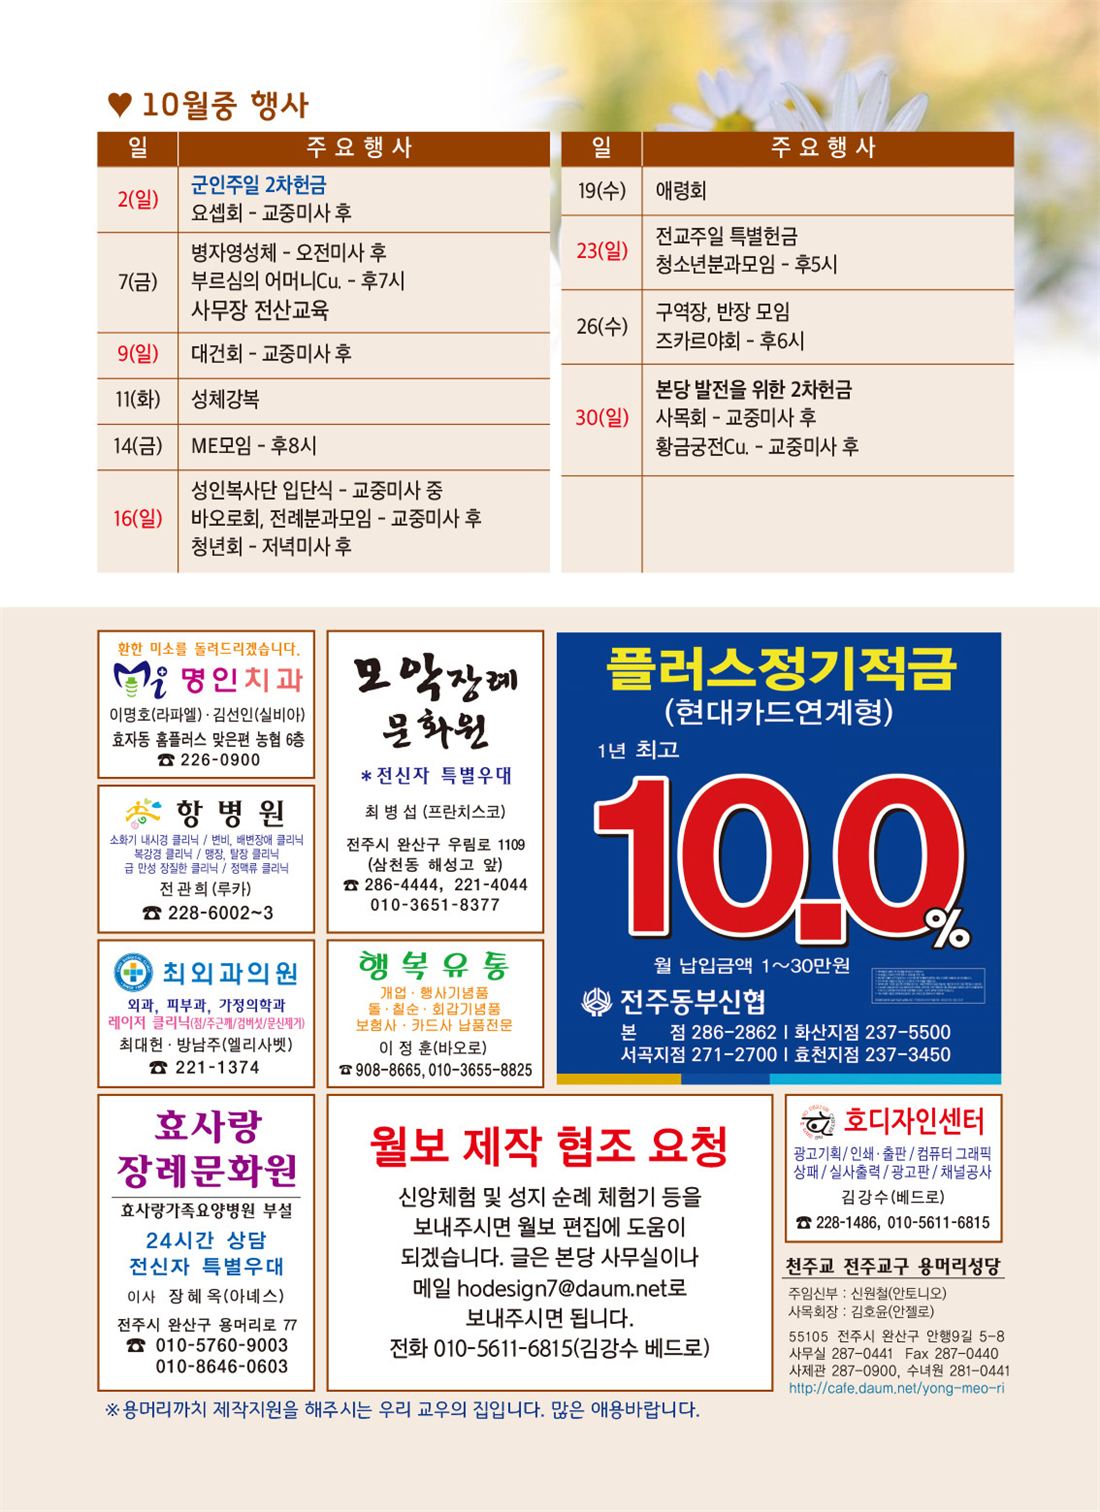 ♥ 10월중 행사
일 주요행사
2(일) 군인주일 2차헌금
요셉회 - 교중미사 후
7(금) 병자영성체 - 오전미사 후
부르심의 어머니Cu. - 후7시
사무장 전산교육
9(일) 대건회 - 교중미사 후
11(화) 성체강복
14(금) ME모임 - 후8시
16(일) 성인복사단 입단식 - 교중미사 중
바오로회, 전례분과모임 - 교중미사 후
청년회 - 저녁미사 후
일 주요행사
19(수) 애령회
23(일) 전교주일 특별헌금
청소년분과모임 - 후5시
26(수) 구역장, 반장 모임
즈카르야회 - 후6시
30(일) 본당 발전을 위한 2차헌금
사목회 - 교중미사 후
황금궁전Cu. - 교중미사 후
환한 미소를 돌려드리겠습니다.
Mi 명인치과
이명호(라파엘)·김선인(실비아)
효자동 홈플러스 맞은편 농협 6층
☎ 226-0900
항병원
소화기 내시경 클리닉 / 변비, 배변장애 클리닉
복강경 클리닉 / 맹장, 탈장 클리닉
급 만성 장질환 클리닉 / 정맥류 클리닉
전관희(루카)
☎ 228-6002~3
최외과의원
외과, 피부과, 가정의학과
레이저 클리닉(점/주근깨/검버섯/문신제거)
최대헌·방남주(엘리사벳)
☎ 221-1374
모악장례
문화원
*전신자 특별우대
최병섭(프란치스코)
전주시 완산구 우림로 1109
(삼천동 해성고 앞)
☎ 286-4444, 221-4044
010-3651-8377
행복유통
개업·행사기념품
돌·칠순·회갑기념품
보험사·카드사 납품전문
이정훈(바오로)
☎ 908-8665, 010-3655-8825
플러스정기적금
(현대카드연계형)
1년 최고
10.0%
월 납입금액 1~30만원
전주동부신협
본 점 286-2862 | 화산지점 237-5500
서곡지점 271-2700 | 효천지점 237-3450
효사랑
장례문화원
효사랑가족요양병원 부설
24시간 상담
전신자 특별우대
이사 장혜옥(아녜스)
전주시 완산구 용머리로 77
☎ 010-5760-9003
010-8646-0603
월보 제작 협조 요청
신앙체험 및 성지 순례 체험기 등을
보내주시면 월보 편집에 도움이
되겠습니다. 글은 본당 사무실이나
메일 hodesign7@daum.net로
보내주시면 됩니다.
전화 010-5611-6815(김강수 베드로)
호디자인센터
광고기획/인쇄·출판/컴퓨터 그래픽
상패/실사출력/광고판/채널공사
김강수(베드로)
☎ 228-1486, 010-5611-6815
천주교 전주교구 용머리성당
주임신부 : 신원철(안토니오)
사목회장 : 김호윤(안젤로)
55105 전주시 완산구 안행9길 5-8
사무실 287-0441 Fax 287-0440
사제관 287-0900, 수녀원 281-0441
http://cafe.daum.net/yong-meo-ri
※용머리까치 제작지원을 해주시는 우리 교우의 집입니다. 많은 애용바랍니다.